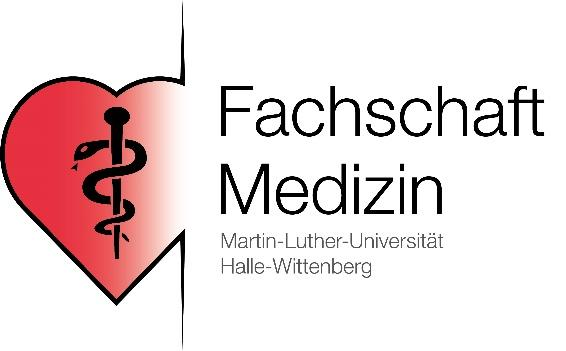 Fachschaft
Medizin
Martin-Luther-Universität
Halle-Wittenberg